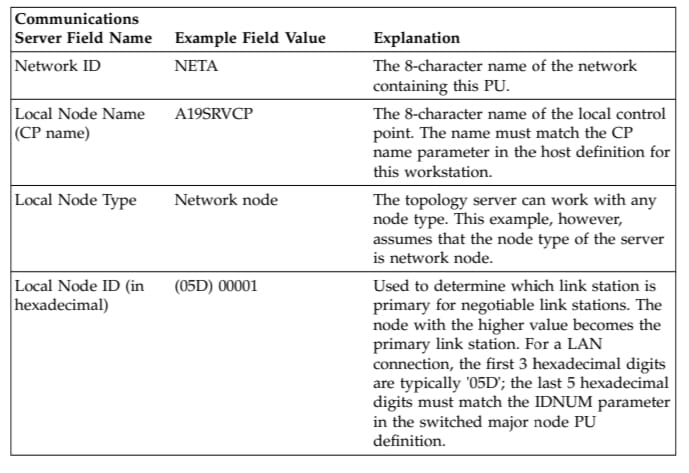 Communications
Server Field Name Example Field Value Explanation
Network ID NETA The 8-character name of the network
containing this PU.
Local Node Name A19SRVCP The 8-character name of the local control
(CP name) point. The name must match the CP
name parameter in the host definition for
this workstation.
Local Node Type Network node The topology server can work with any
node type. This example, however,
assumes that the node type of the server
is network node.
Local Node ID (in (05D) 00001 Used to determine which link station is
hexadecimal) primary for negotiable link stations. The
node with the higher value becomes the
primary link station. For a LAN
connection, the first 3 hexadecimal digits
are typically '05D'; the last 5 hexadecimal
digits must match the IDNUM parameter
in the switched major node PU
definition.